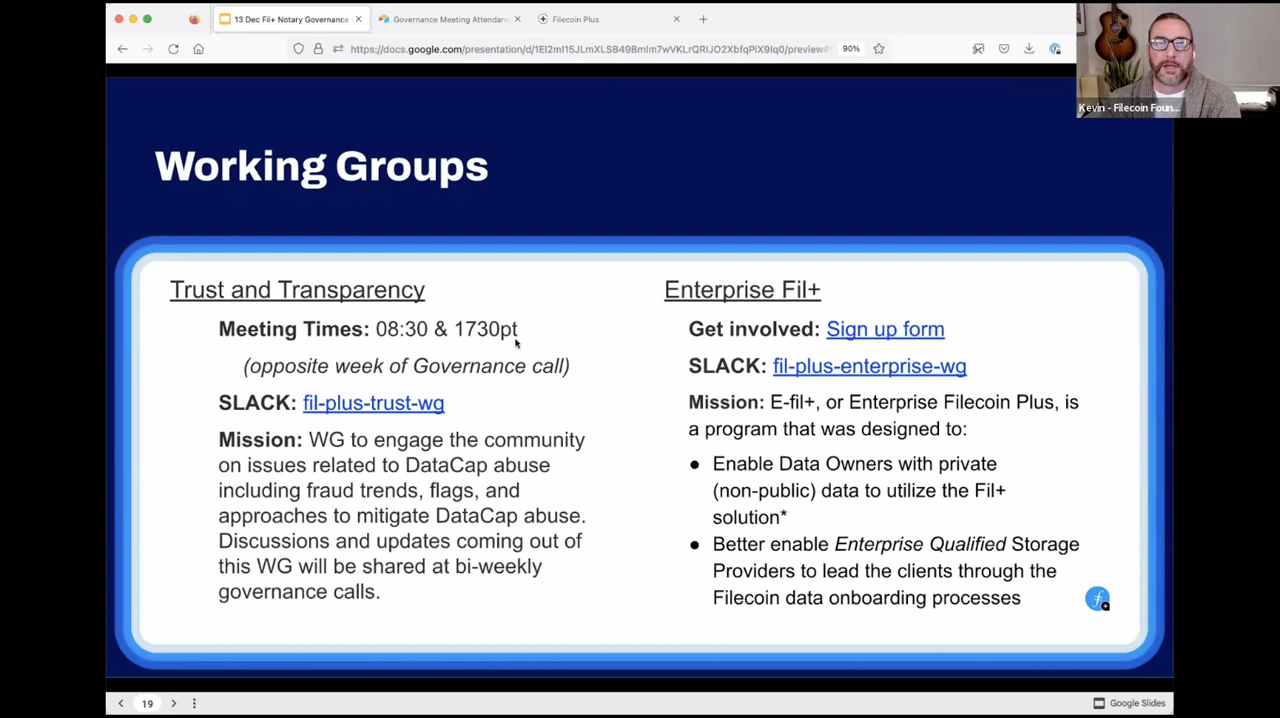 13 Dec Fil+ Notary Governance
Governance Meeting Attendanc
Filecoin Plus
90%
Kevin - Filecoin Foun...
Working Groups
Trust and Transparency
Meeting Times: 08:30 & 1730pt
(opposite week of Governance call)
SLACK: fil-plus-trust-wg
Mission: WG to engage the community
on issues related to DataCap abuse
including fraud trends, flags, and
approaches to mitigate DataCap abuse.
Discussions and updates coming out of
this WG will be shared at bi-weekly
governance calls.
Enterprise Fil+
Get involved: Sign up form
SLACK: fil-plus-enterprise-wg
Mission: E-fil+, or Enterprise Filecoin Plus, is
a program that was designed to:
● Enable Data Owners with private
(non-public) data to utilize the Fil+
solution*
● Better enable Enterprise Qualified Storage
Providers to lead the clients through the
Filecoin data onboarding processes
19
Google Slides